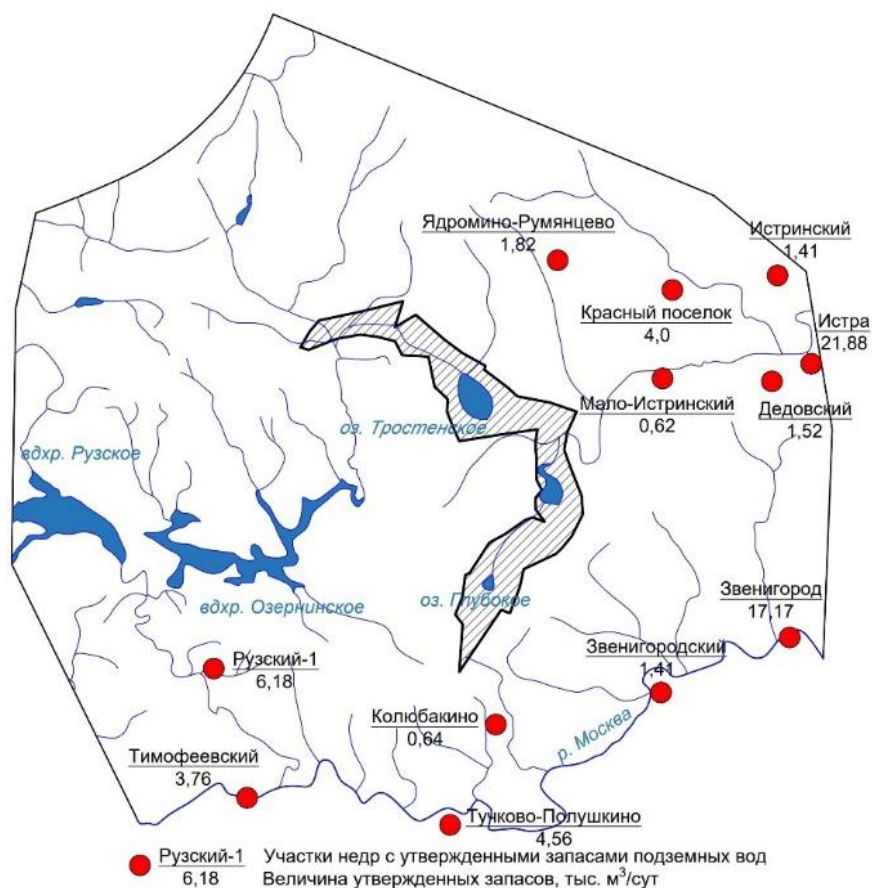 Ядромино-Румянцево
1,82
Истринский
1,41
Красный поселок
4,0
Истра
21,88
Мало-Истринский
0,62
Дедовский
1,52
оз. Тростенское
вдхр. Рузское
вдхр. Озернинское
оз. Глубокое
Звенигород
17,17
Звенигородский
1,41
Рузский-1
6,18
Колюбакино
0,64
р. Москва
Тимофеевский
3,76
Тучково-Полушкино
4,56
Рузский-1 Участки недр с утвержденными запасами подземных вод
6,18 Величина утвержденных запасов, тыс. м³/сут